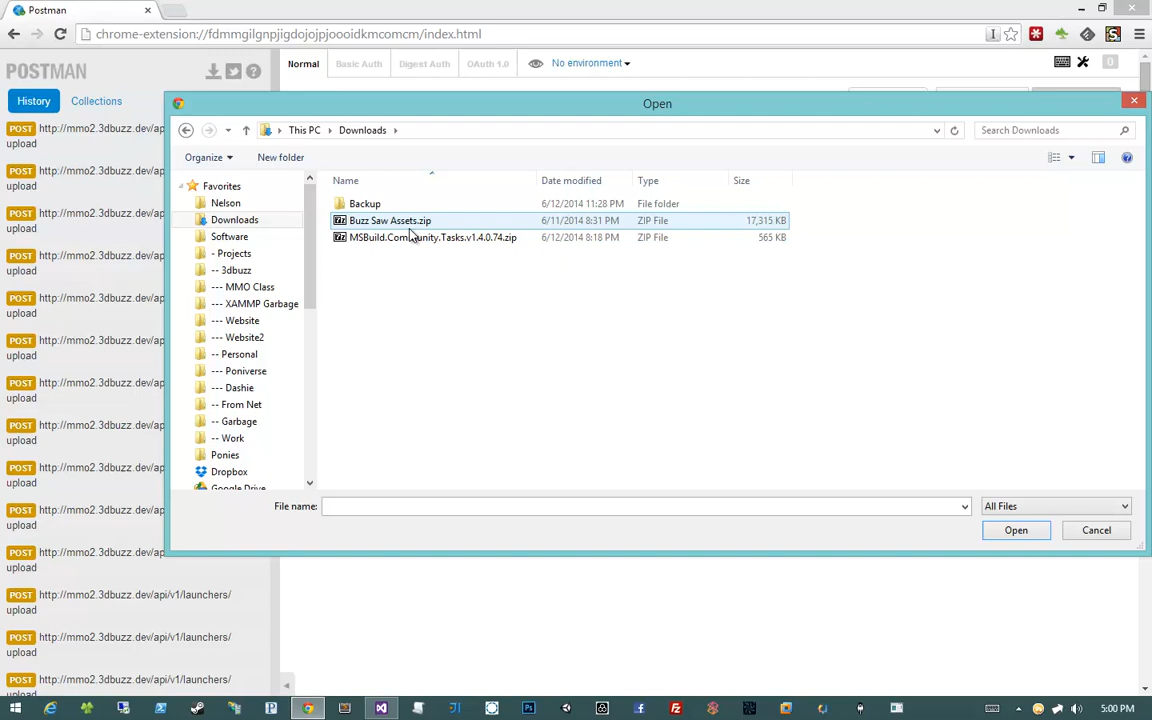 Postman
chrome-extension://fdmmgilgnpjigdojojpjoooidkmcomcm/index.html
POSTMAN
Normal
Basic Auth
Digest Auth
OAuth 1.0
No environment
0
History
Collections
Open
This PC
Downloads
Search Downloads
Organize
New folder
Name
Date modified
Type
Size
Backup
6/12/2014 11:28 PM
File folder
Buzz Saw Assets.zip
6/11/2014 8:31 PM
ZIP File
17,315 KB
MSBuild.Community.Tasks.v1.4.0.74.zip
6/12/2014 8:18 PM
ZIP File
565 KB
Favorites
Nelson
Downloads
Software
- Projects
-- 3dbuzz
--- MMO Class
--- XAMMP Garbage
--- Website
--- Website2
-- Personal
--- Poniverse
--- Dashie
-- From Net
-- Garbage
-- Work
Ponies
Dropbox
Google Drive
File name:
All Files
Open
Cancel
POST http://mmo2.3dbuzz.dev/ap
upload
POST http://mmo2.3dbuzz.dev/ap
upload
POST http://mmo2.3dbuzz.dev/ap
upload
POST http://mmo2.3dbuzz.dev/ap
upload
POST http://mmo2.3dbuzz.dev/ap
upload
POST http://mmo2.3dbuzz.dev/ap
upload
POST http://mmo2.3dbuzz.dev/ap
upload
POST http://mmo2.3dbuzz.dev/ap
upload
POST http://mmo2.3dbuzz.dev/ap
upload
POST http://mmo2.3dbuzz.dev/ap
upload
POST http://mmo2.3dbuzz.dev/ap
upload
POST http://mmo2.3dbuzz.dev/api/v1/launchers/
upload
POST http://mmo2.3dbuzz.dev/api/v1/launchers/
upload
POST http://mmo2.3dbuzz.dev/api/v1/launchers/
upload
5:00 PM